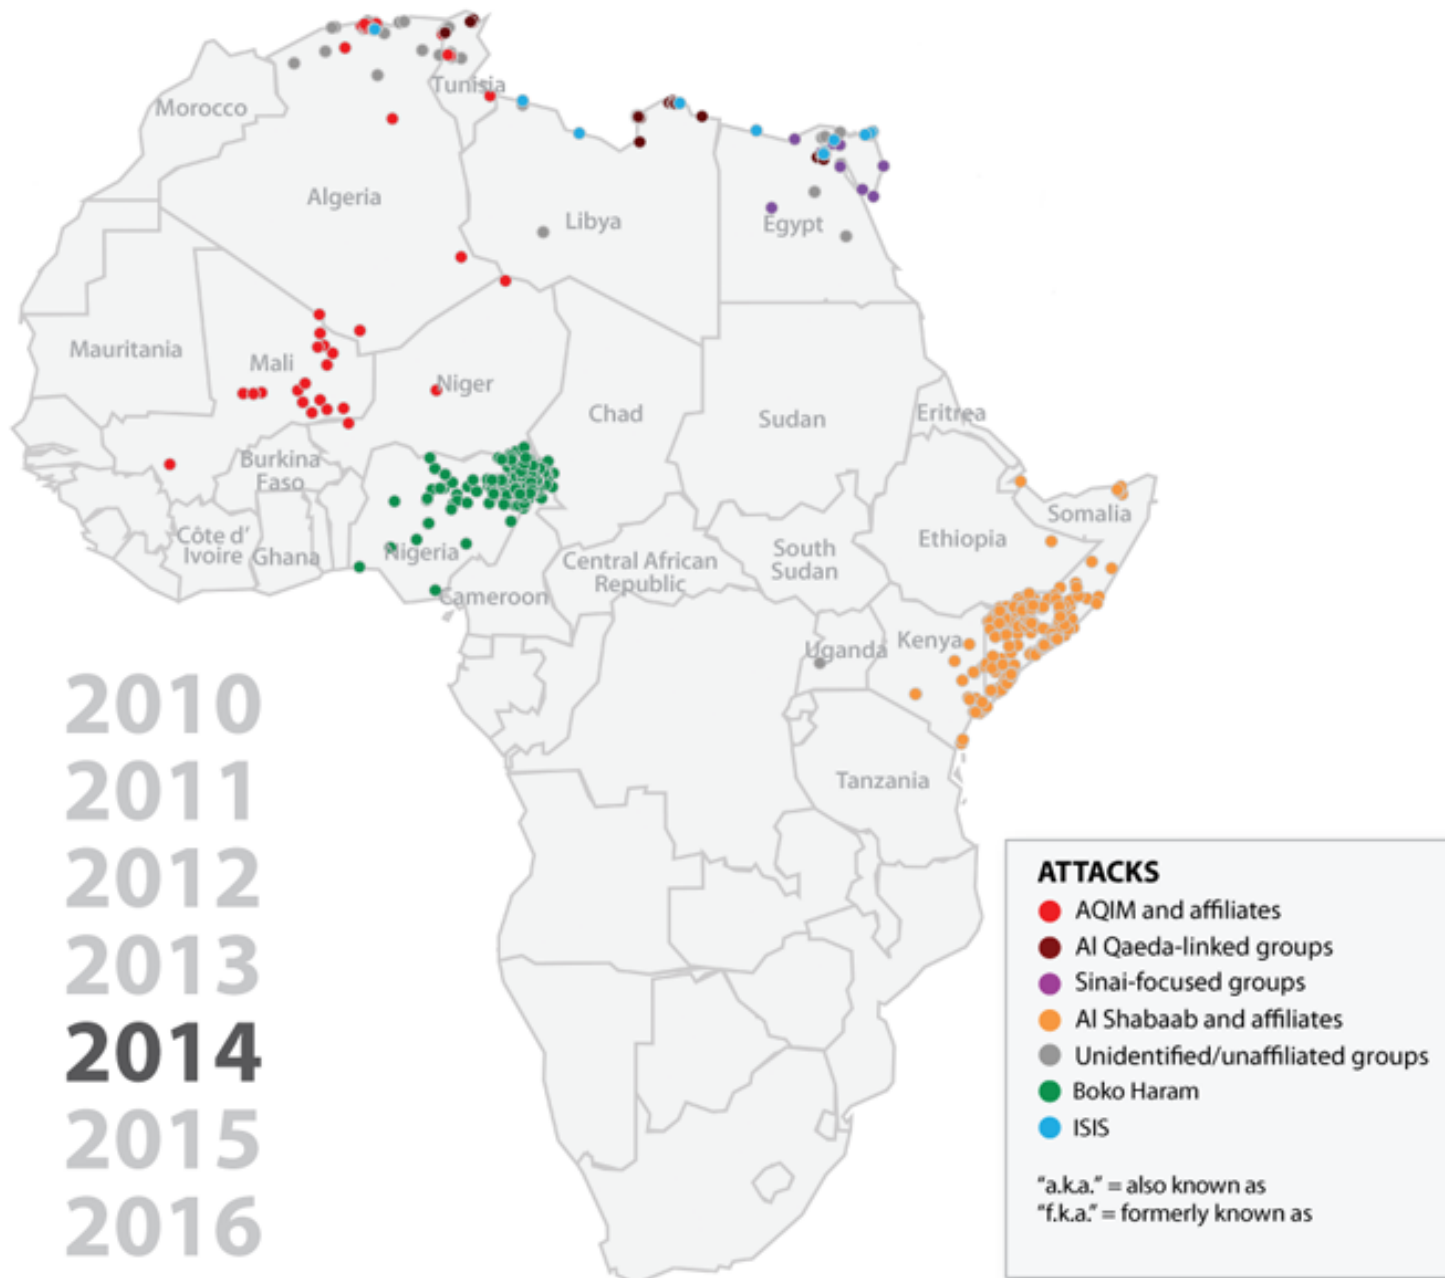 Tunisia
Morocco
Algeria
Libya
Egypt
Mauritania
Mali
Niger
Chad
Sudan
Eritrea
Burkina
Faso
Côte d'
Ivoire
Ghana
Nigeria
Cameroon
Central African
Republic
South
Sudan
Ethiopia
Somalia
Uganda
Kenya
Tanzania
2010
2011
2012
2013
2014
2015
2016
ATTACKS
AQIM and affiliates
Al Qaeda-linked groups
Sinai-focused groups
Al Shabaab and affiliates
Unidentified/unaffiliated groups
Boko Haram
ISIS
"a.k.a." = also known as
"f.k.a." = formerly known as